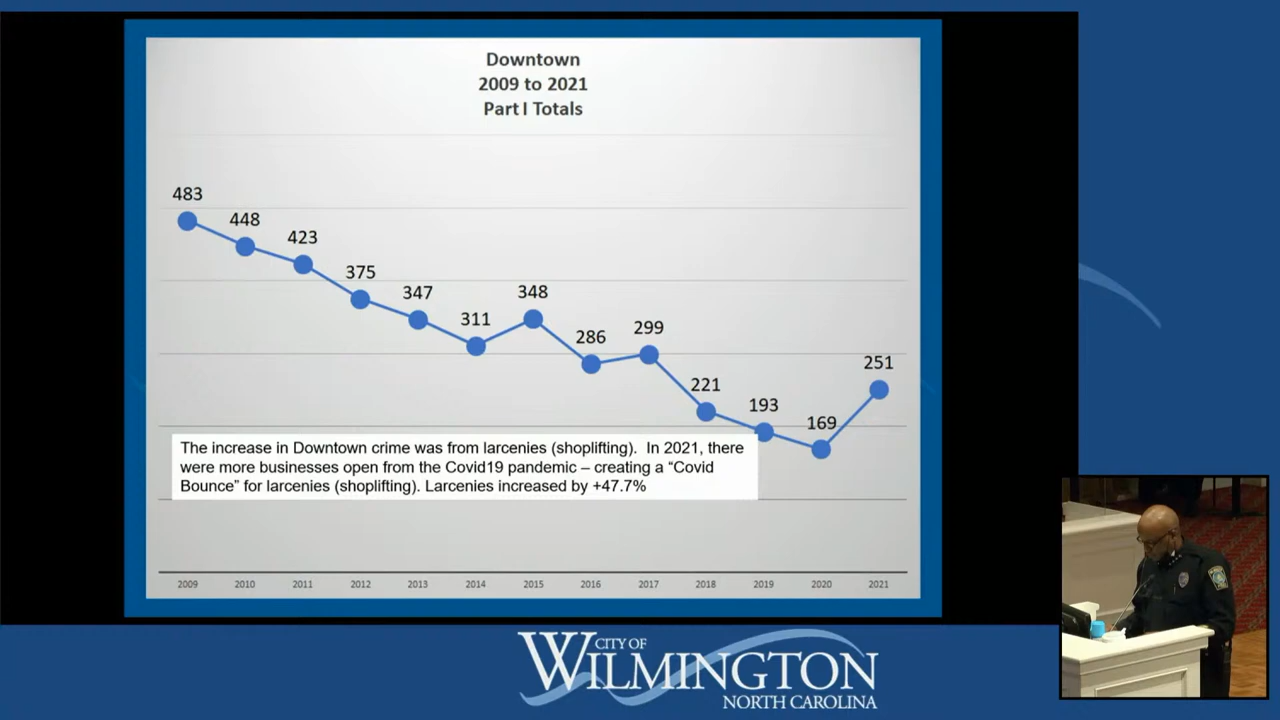 Downtown
2009 to 2021
Part I Totals
483
448
423
375
347
311
348
286
299
221
193
169
251
The increase in Downtown crime was from larcenies (shoplifting). In 2021, there
were more businesses open from the Covid19 pandemic – creating a “Covid
Bounce” for larcenies (shoplifting). Larcenies increased by +47.7%
2009 2010 2011 2012 2013 2014 2015 2016 2017 2018 2019 2020 2021
CITY OF
WILMINGTON
NORTH CAROLINA